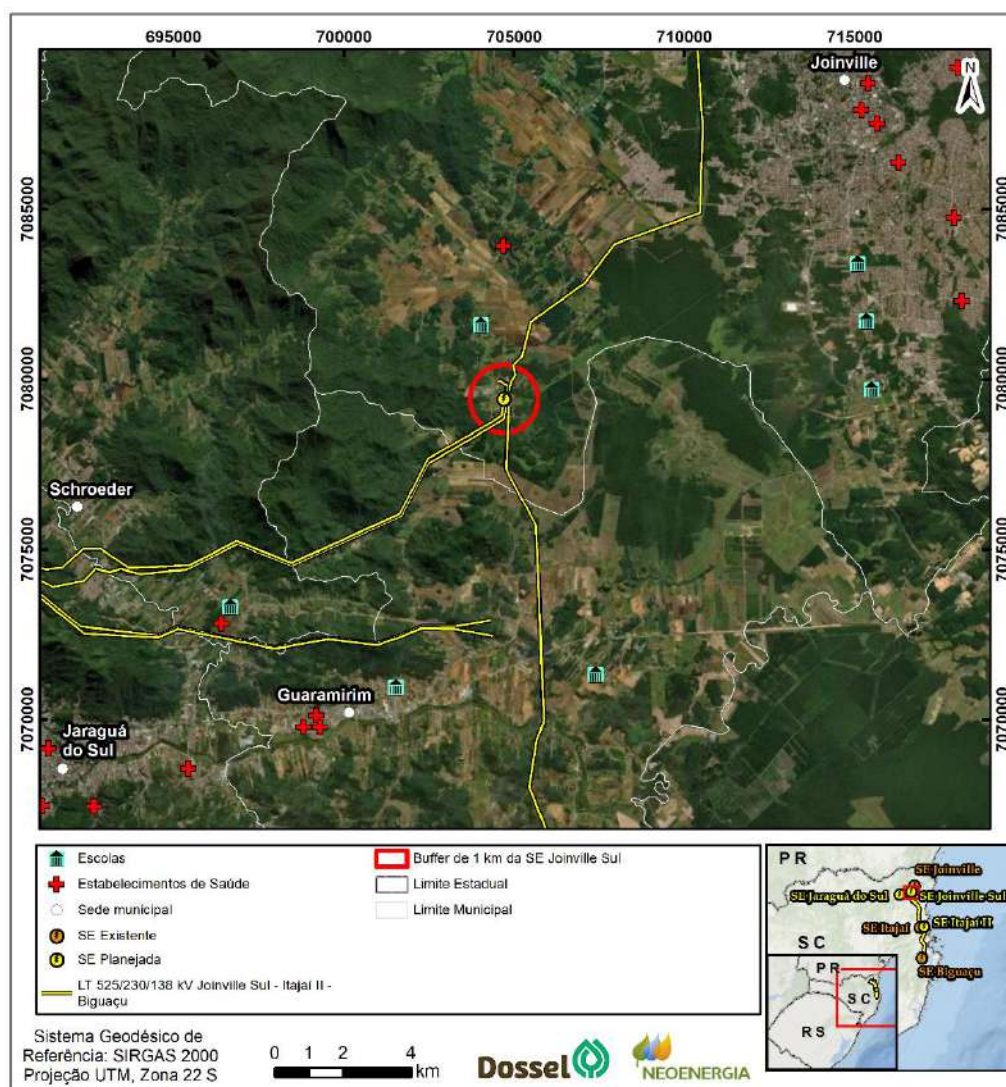 695000 700000 705000 710000 715000
Joinville
N
7085000 7085000
7080000 7080000
Schroeder
7075000 7075000
Guaramirim
7070000 7070000
Jaraguá
do Sul
Escolas
Estabelecimentos de Saúde
Sede municipal
SE Existente
SE Planejada
LT 525/230/138 kV Joinville Sul - Itajaí II -
Biguaçu
Buffer de 1 km da SE Joinville Sul
Limite Estadual
Limite Municipal
PR
SE Joinville
SE Jaraguá do Sul SE Joinville Sul
SE Itajaí SE Itajaí II
SC
SE Biguaçu
PR
SC
RS
Sistema Geodésico de
Referência: SIRGAS 2000
Projeção UTM, Zona 22 S
0 1 2 4
km
Dossel
NEOENERGIA